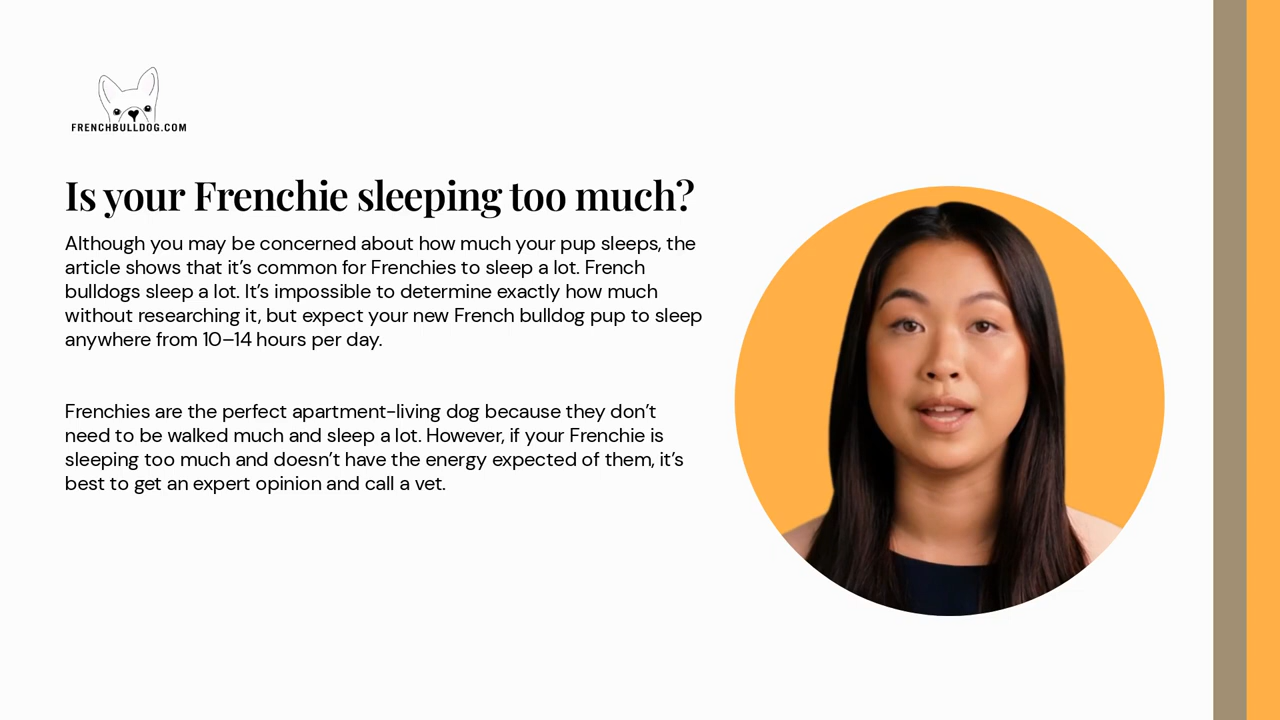 FRENCHBULLDOG.COM
Is your Frenchie sleeping too much?
Although you may be concerned about how much your pup sleeps, the
article shows that it’s common for Frenchies to sleep a lot. French
bulldogs sleep a lot. It’s impossible to determine exactly how much
without researching it, but expect your new French bulldog pup to sleep
anywhere from 10–14 hours per day.
Frenchies are the perfect apartment-living dog because they don’t
need to be walked much and sleep a lot. However, if your Frenchie is
sleeping too much and doesn’t have the energy expected of them, it’s
best to get an expert opinion and call a vet.